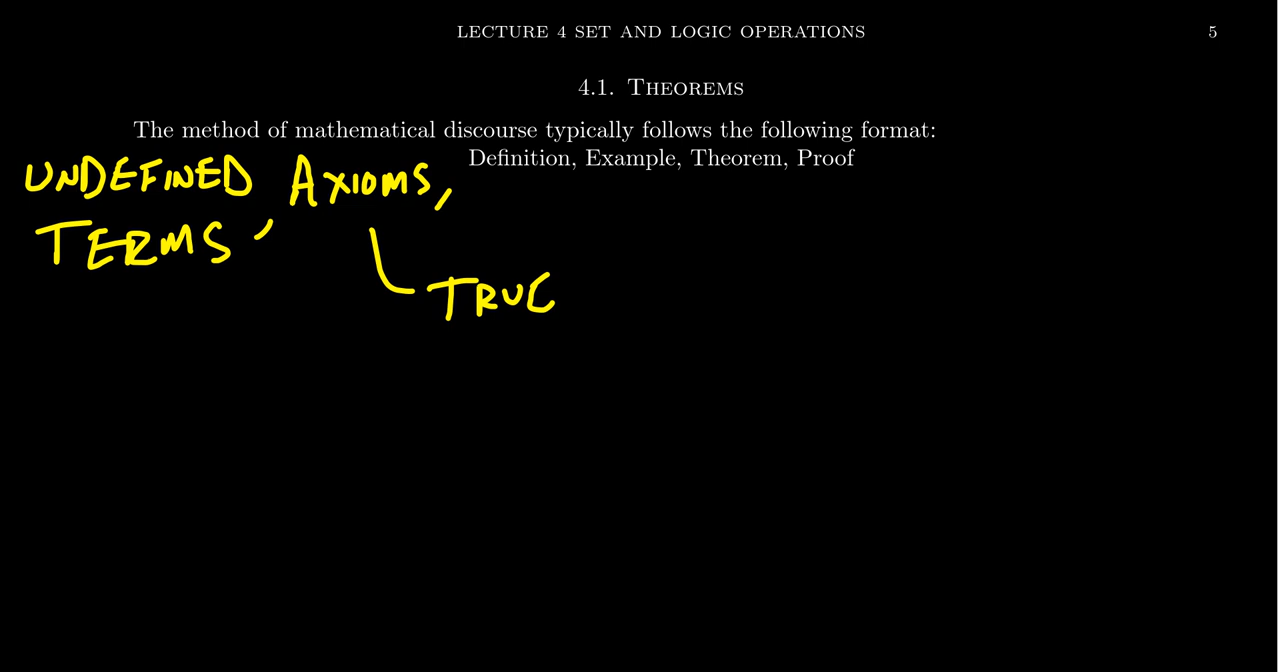 LECTURE 4 SET AND LOGIC OPERATIONS 5
4.1. THEOREMS
The method of mathematical discourse typically follows the following format:
Definition, Example, Theorem, Proof
UNDEFINED AXIOMS,
TERMS,
TRUE